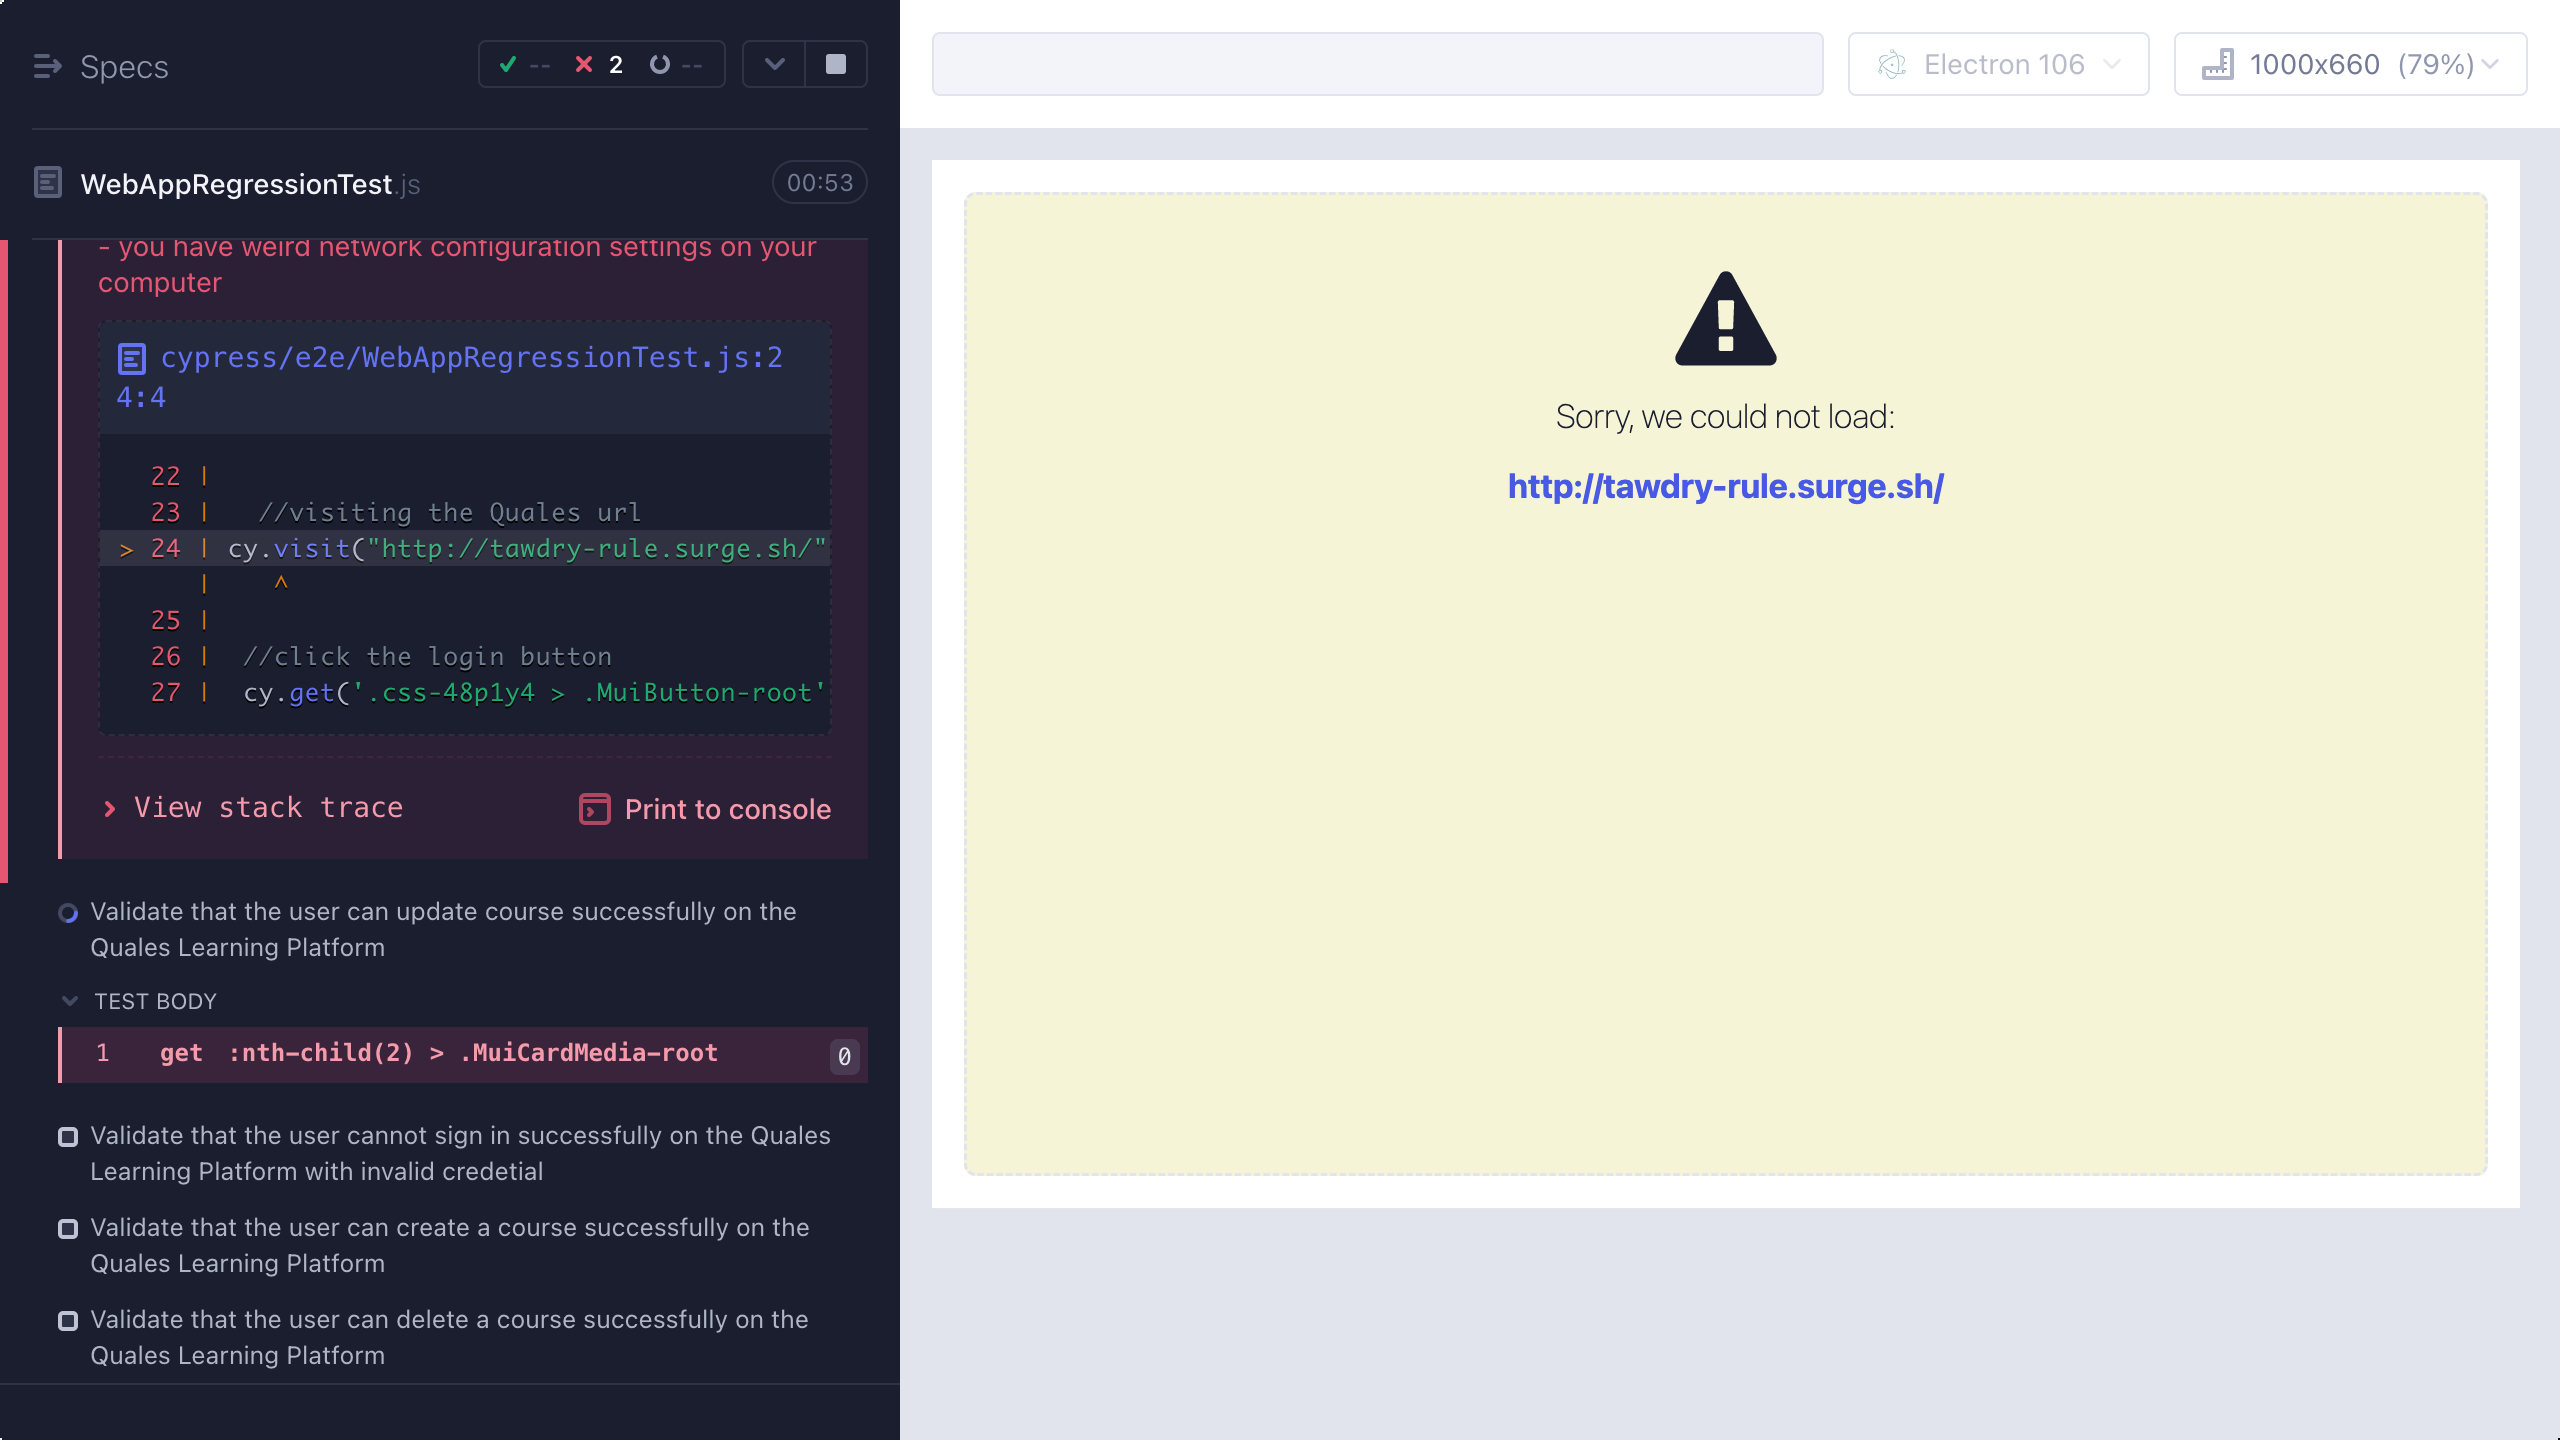 Specs
-- 2 --
WebAppRegressionTest.js
00:53
- you have weird network configuration settings on your
computer
cypress/e2e/WebAppRegressionTest.js:2
4:4
22 |
23 | //visiting the Quales url
> 24 | cy.visit("http://tawdry-rule.surge.sh/"
| ^
25 |
26 | //click the login button
27 | cy.get('.css-48p1y4 > .MuiButton-root'
View stack trace
Print to console
Validate that the user can update course successfully on the
Quales Learning Platform
TEST BODY
1 get :nth-child(2) > .MuiCardMedia-root 0
Validate that the user cannot sign in successfully on the Quales
Learning Platform with invalid credetial
Validate that the user can create a course successfully on the
Quales Learning Platform
Validate that the user can delete a course successfully on the
Quales Learning Platform
Electron 106
1000x660 (79%)
Sorry, we could not load:
http://tawdry-rule.surge.sh/